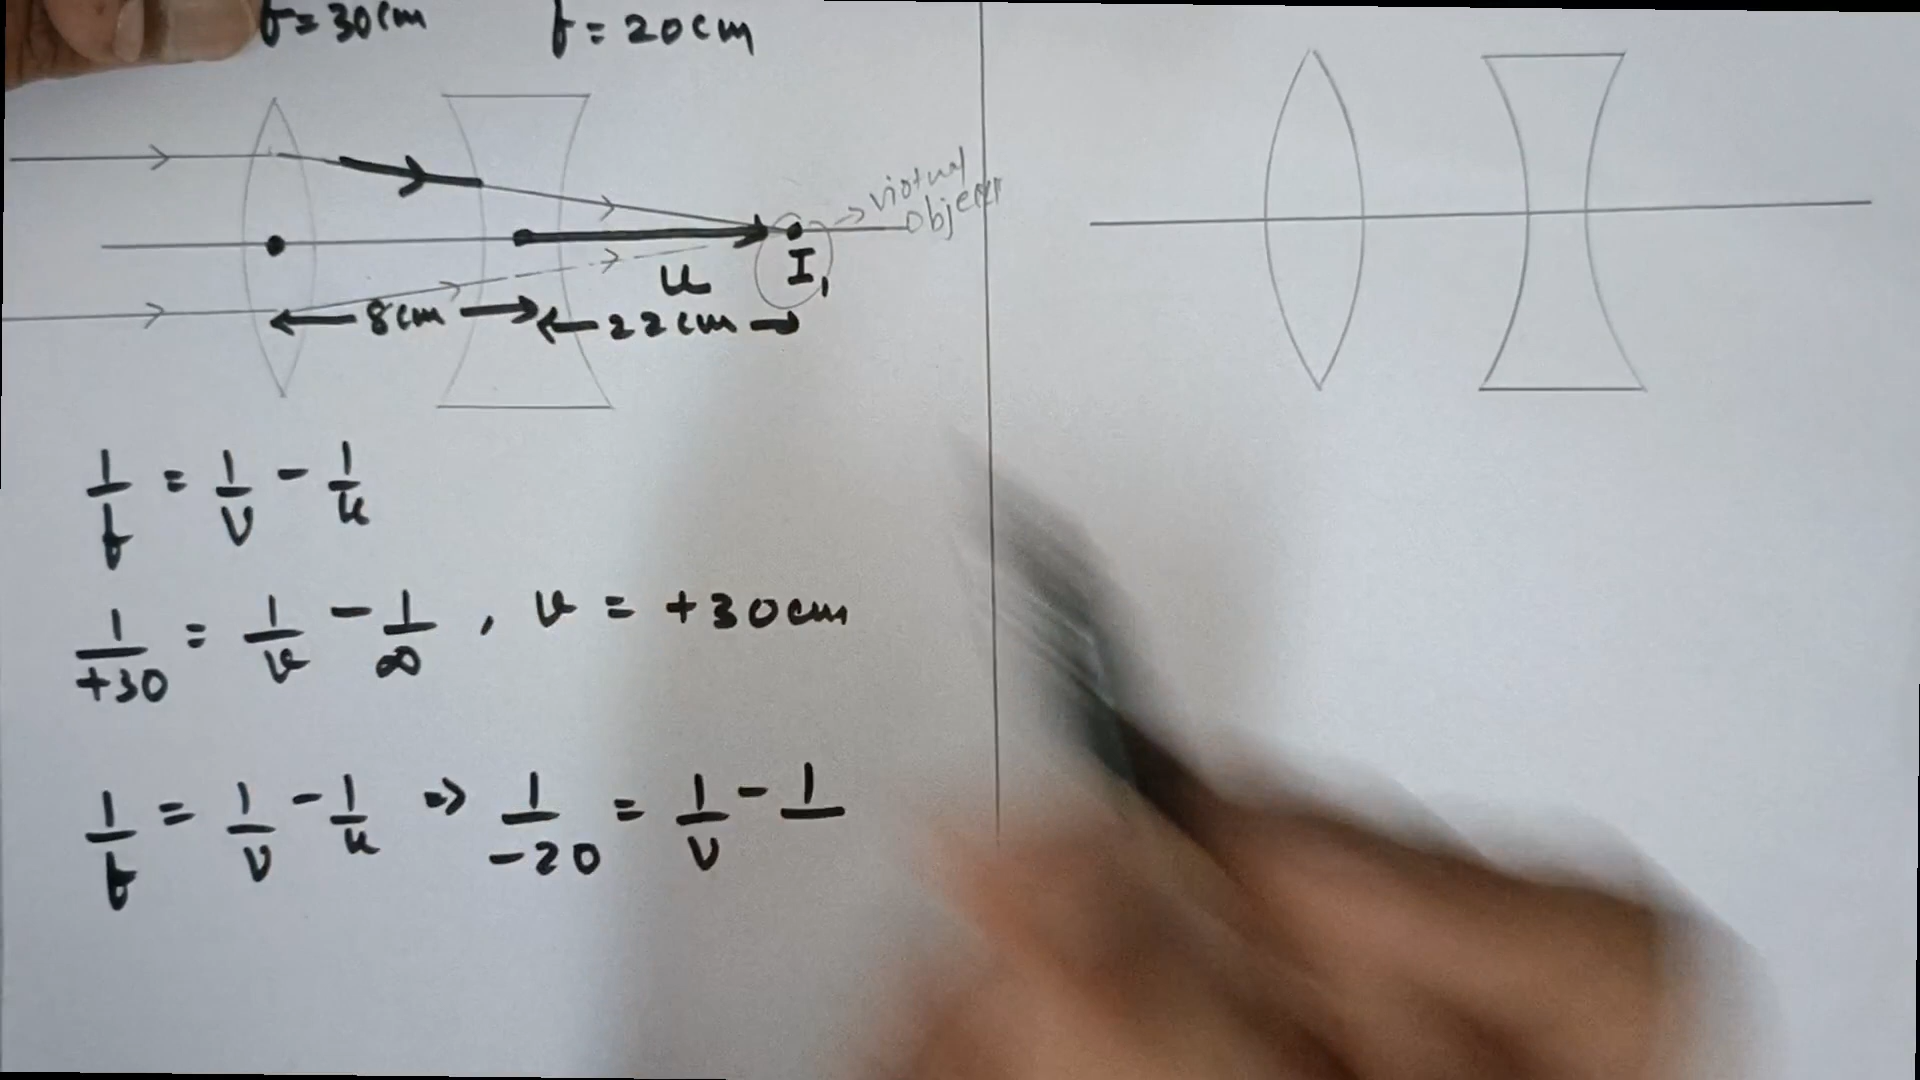 f = 30cm f = 20cm
→ virtual
object
u I₁
8cm 22cm
1/f = 1/v - 1/u
1/+30 = 1/v - 1/∞ , v = +30cm
1/f = 1/v - 1/u ⇒ 1/-20 = 1/v - 1/